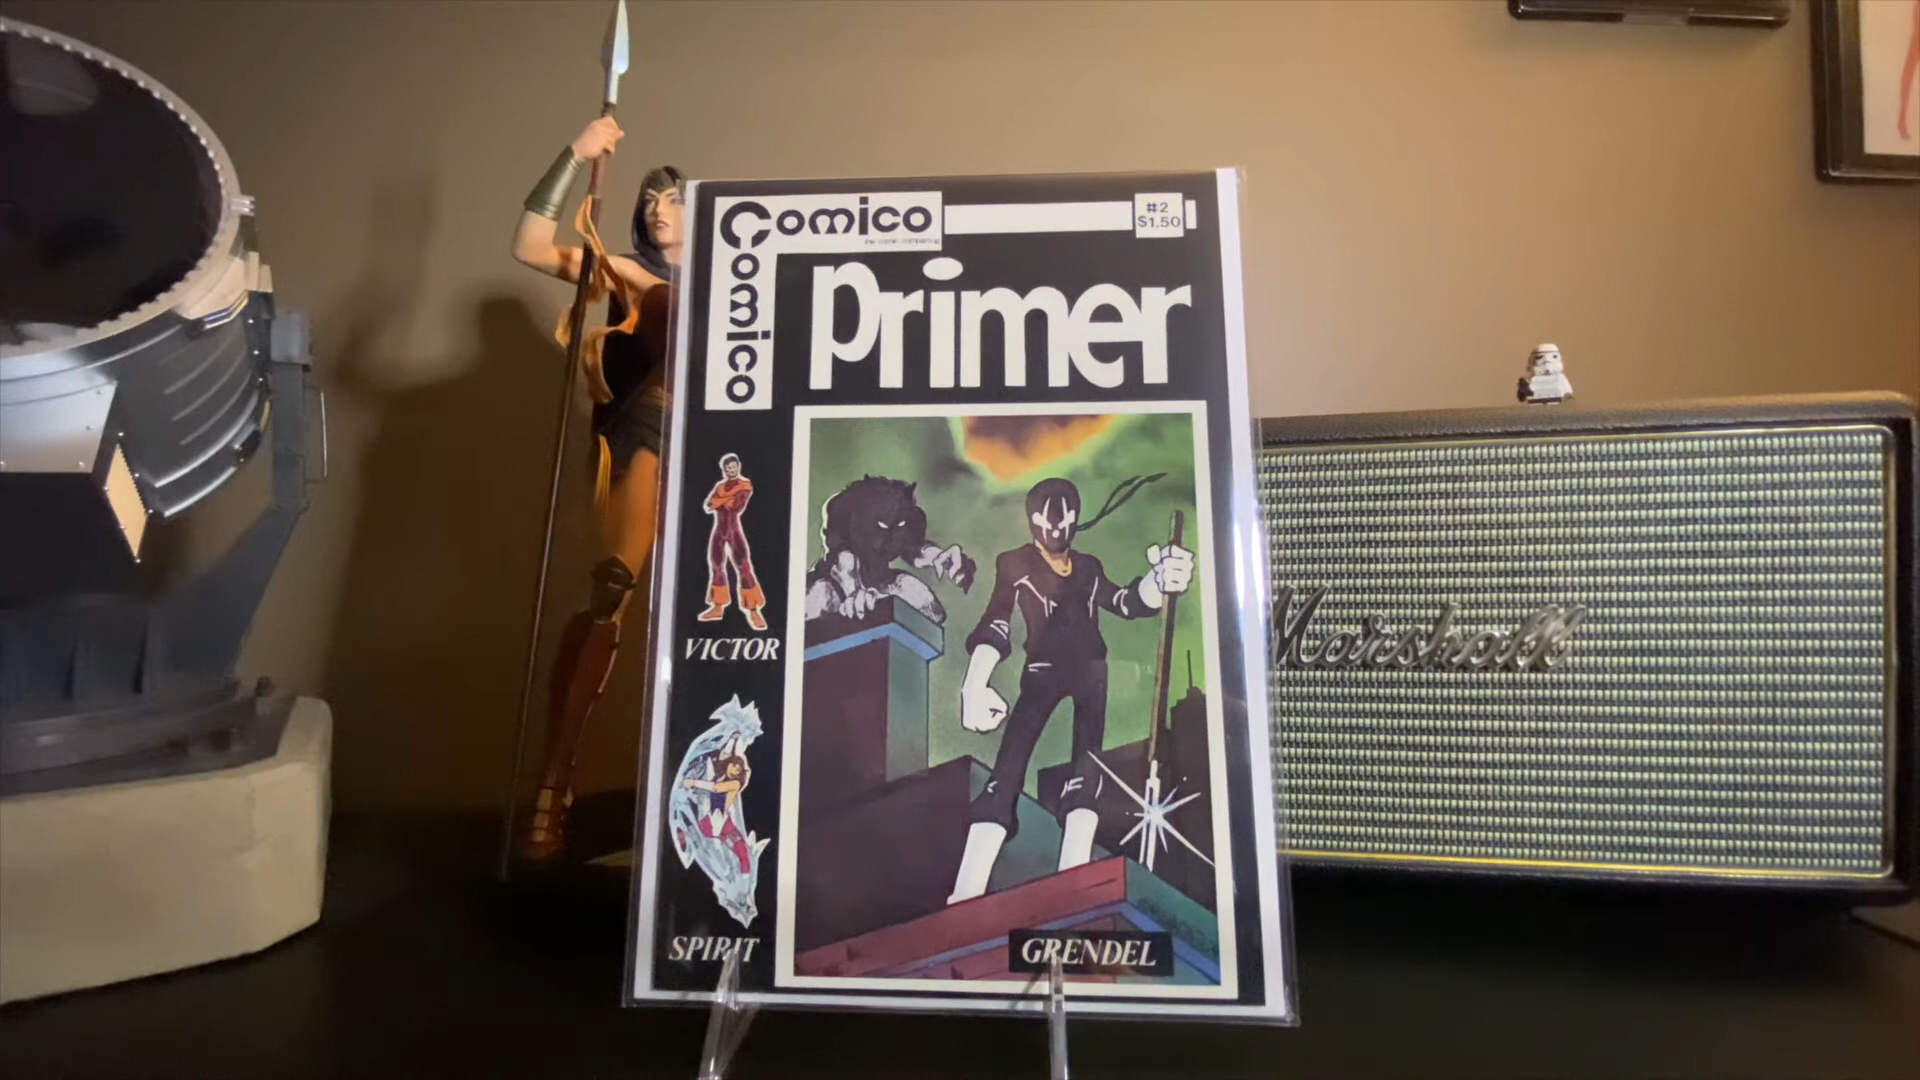 Comico
the comic company
#2
$1.50
Comico
Primer
VICTOR
SPIRIT
GRENDEL
Marshall